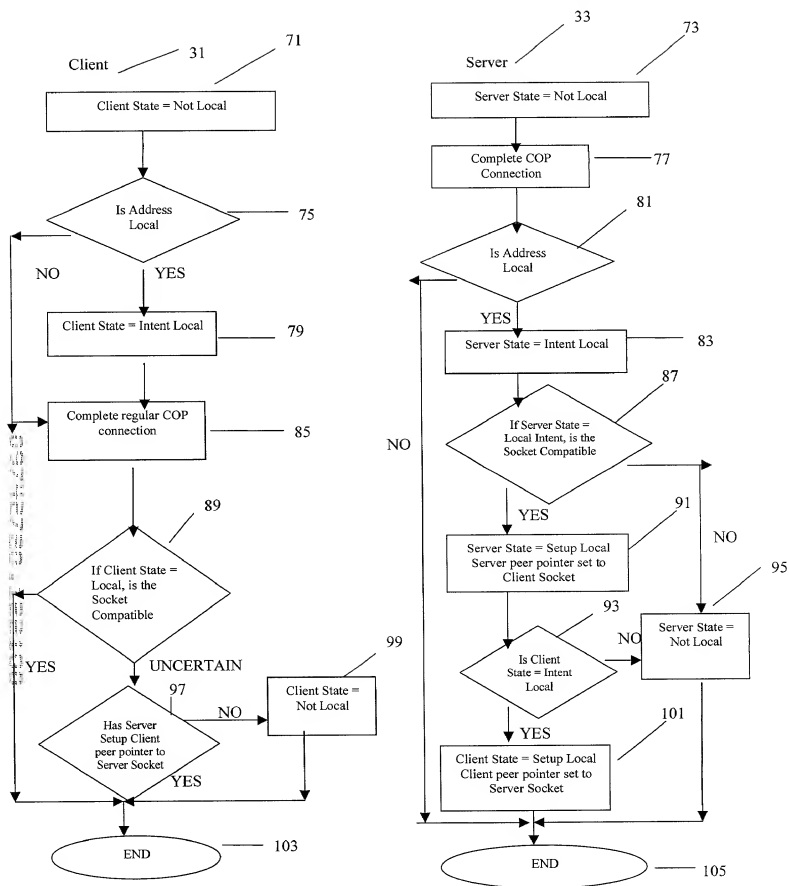 Client
31
71
Client State = Not Local
Is Address
Local
75
NO
YES
Client State = Intent Local
79
Complete regular COP
connection
85
89
If Client State =
Local, is the
Socket
Compatible
YES
UNCERTAIN
97
99
Has Server
Setup Client
peer pointer to
Server Socket
NO
Client State =
Not Local
YES
END
103
Server
33
73
Server State = Not Local
Complete COP
Connection
77
81
Is Address
Local
YES
Server State = Intent Local
83
87
NO
If Server State =
Local Intent, is the
Socket Compatible
YES
NO
91
Server State = Setup Local
Server peer pointer set to
Client Socket
93
95
Is Client
State = Intent
Local
NO
Server State =
Not Local
YES
101
Client State = Setup Local
Client peer pointer set to
Server Socket
END
105